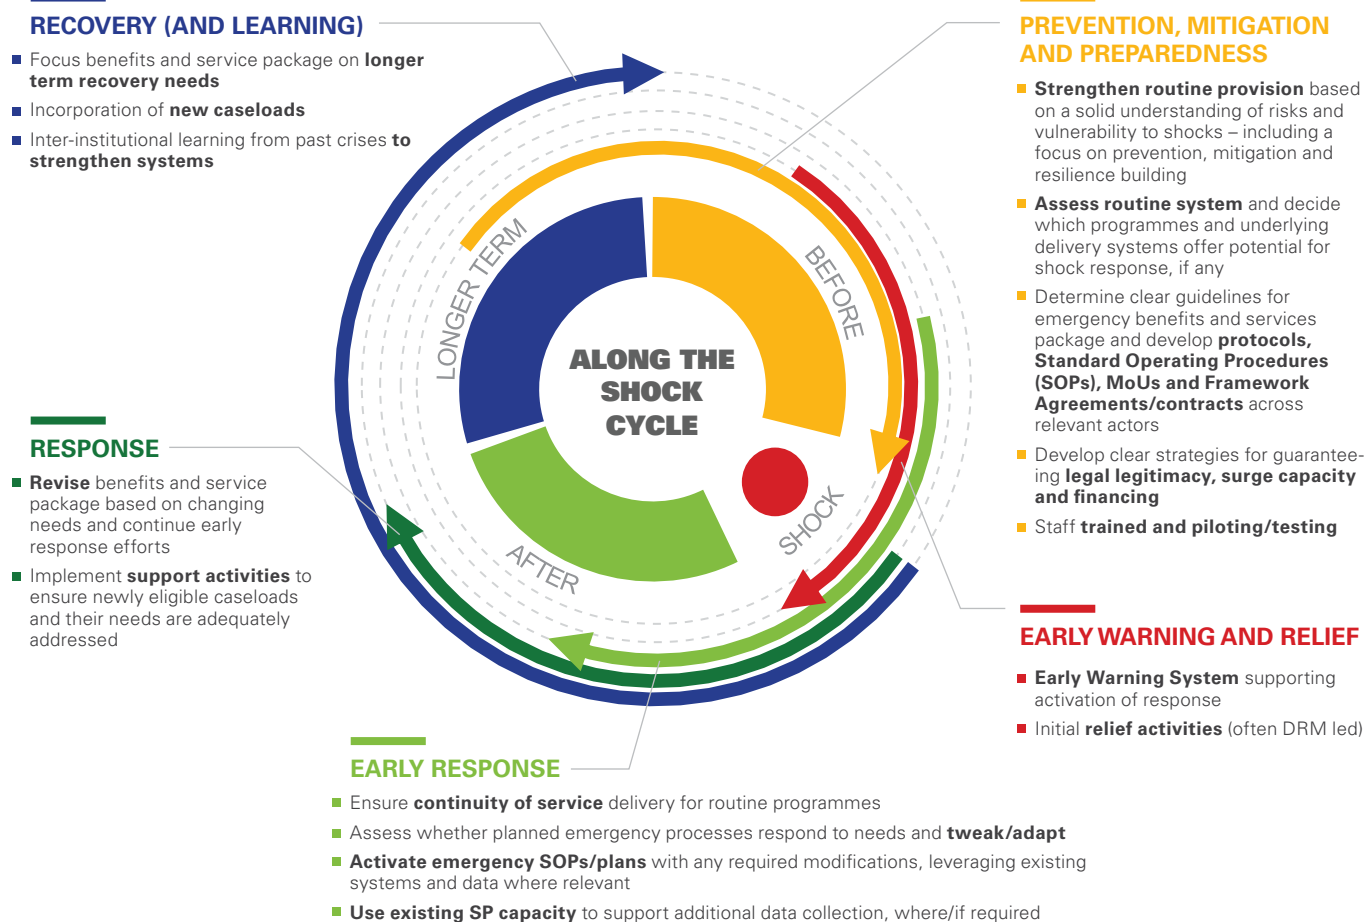 RECOVERY (AND LEARNING)
Focus benefits and service package on longer
term recovery needs
Incorporation of new caseloads
Inter-institutional learning from past crises to
strengthen systems
PREVENTION, MITIGATION
AND PREPAREDNESS
Strengthen routine provision based
on a solid understanding of risks and
vulnerability to shocks – including a
focus on prevention, mitigation and
resilience building
Assess routine system and decide
which programmes and underlying
delivery systems offer potential for
shock response, if any
Determine clear guidelines for
emergency benefits and services
package and develop protocols,
Standard Operating Procedures
(SOPs), MoUs and Framework
Agreements/contracts across
relevant actors
Develop clear strategies for guarantee-
ing legal legitimacy, surge capacity
and financing
Staff trained and piloting/testing
LONGER TERM
BEFORE
ALONG THE
SHOCK
CYCLE
SHOCK
AFTER
RESPONSE
Revise benefits and service
package based on changing
needs and continue early
response efforts
Implement support activities to
ensure newly eligible caseloads
and their needs are adequately
addressed
EARLY WARNING AND RELIEF
Early Warning System supporting
activation of response
Initial relief activities (often DRM led)
EARLY RESPONSE
Ensure continuity of service delivery for routine programmes
Assess whether planned emergency processes respond to needs and tweak/adapt
Activate emergency SOPs/plans with any required modifications, leveraging existing
systems and data where relevant
Use existing SP capacity to support additional data collection, where/if required